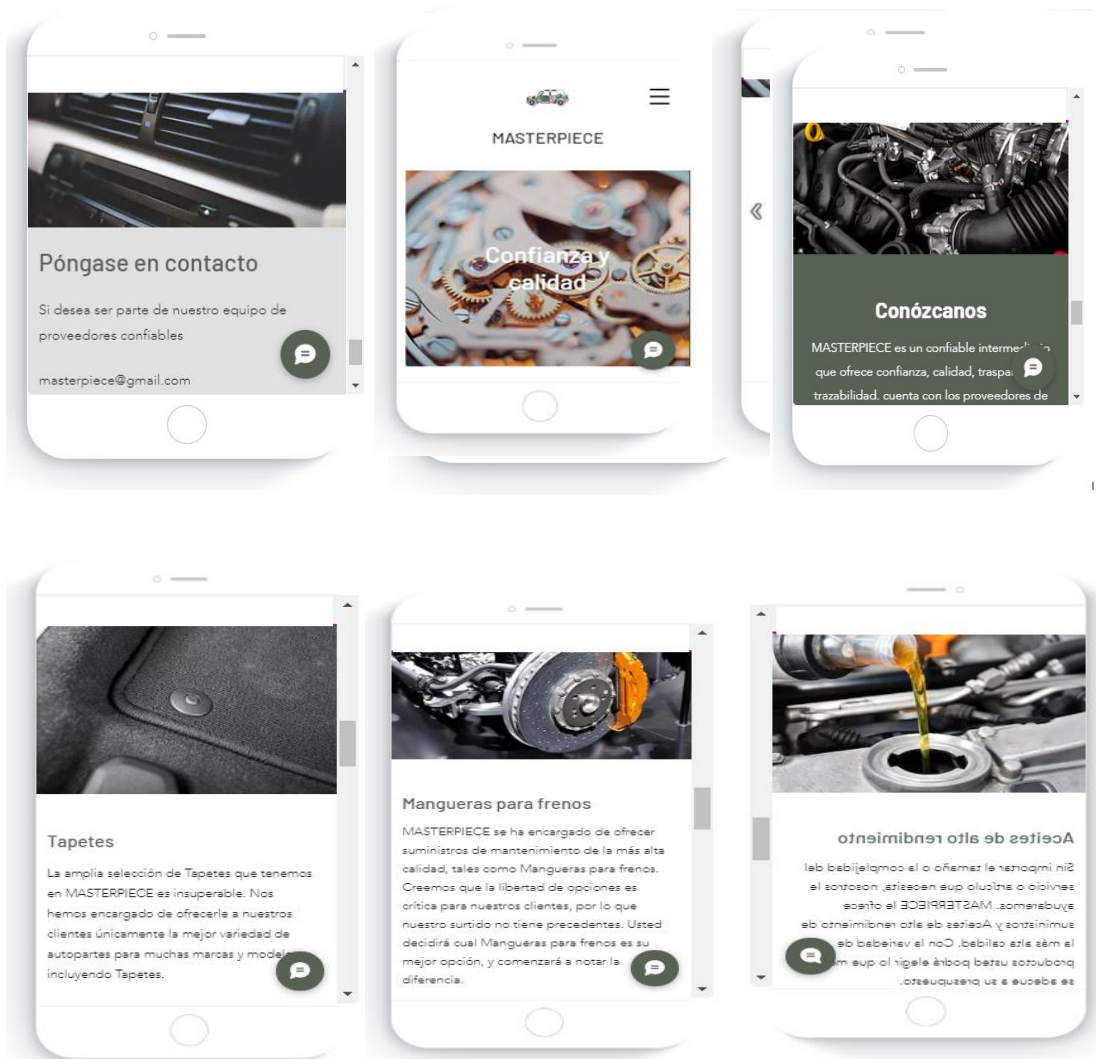 Póngase en contacto
Si desea ser parte de nuestro equipo de
proveedores confiables
masterpiece@gmail.com
MASTERPIECE
Confianza y
calidad
Conózcanos
MASTERPIECE es un confiable
que ofrece confianza, calidad,
trazabilidad. cuenta con los proveedores de
Tapetes
La amplia selección de Tapetes que tenemos
en MASTERPIECE es insuperable. Nos
hemos encargado de ofrecerle a nuestros
clientes únicamente la mejor variedad de
autopartes para muchas marcas y
incluyendo Tapetes.
Mangueras para frenos
MASTERPIECE se ha encargado de ofrecer
suministros de mantenimiento de la más alta
calidad, tales como Mangueras para frenos.
Creemos que la libertad de opciones es
crítica para nuestros clientes, por lo que
nuestro surtido no tiene precedentes. Usted
decidirá cual Mangueras para frenos es su
mejor opción, y comenzará a notar la
diferencia.
Aceites de alto rendimiento
Sin importar el tamaño o la complejidad del
servicio o artículo que necesita, nosotros le
ayudaremos. MASTERPIECE le ofrece
suministros y Aceites de alto rendimiento de
la más alta calidad. Con la variedad de
productos usted podrá elegir lo que
se adecue a su presupuesto.